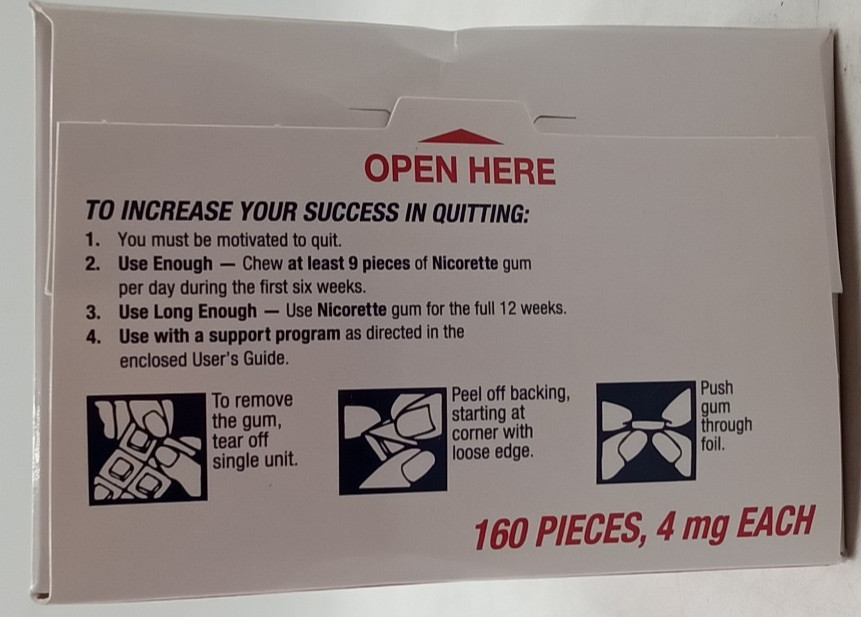 OPEN HERE
TO INCREASE YOUR SUCCESS IN QUITTING:
1. You must be motivated to quit.
2. Use Enough — Chew at least 9 pieces of Nicorette gum
per day during the first six weeks.
3. Use Long Enough — Use Nicorette gum for the full 12 weeks.
4. Use with a support program as directed in the
enclosed User's Guide.
To remove
the gum,
tear off
single unit.
Peel off backing,
starting at
corner with
loose edge.
Push
gum
through
foil.
160 PIECES, 4 mg EACH